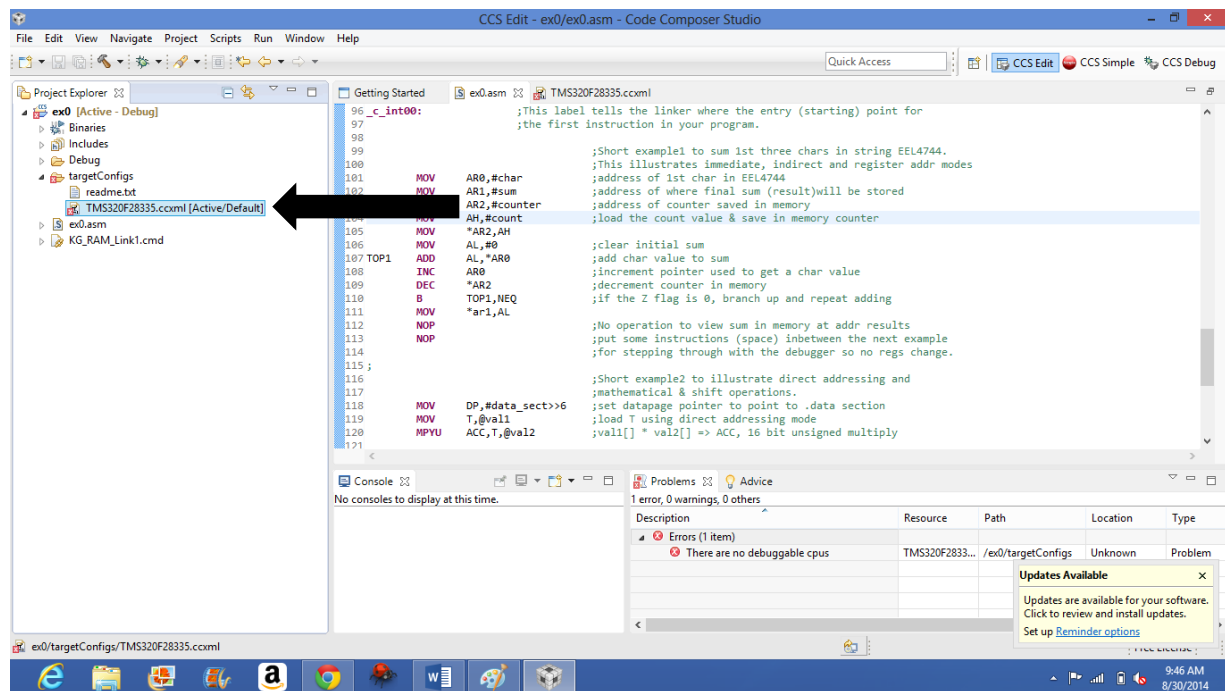 CCS Edit - ex0/ex0.asm - Code Composer Studio
File Edit View Navigate Project Scripts Run Window Help
Quick Access
CCS Edit
CCS Simple
CCS Debug
Project Explorer
ex0 [Active - Debug]
Binaries
Includes
Debug
targetConfigs
readme.txt
TMS320F28335.ccxml [Active/Default]
ex0.asm
KG_RAM_Link1.cmd
Getting Started
ex0.asm
TMS320F28335.ccxml
96 _c_int00: ;This label tells the linker where the entry (starting) point for
97 ;the first instruction in your program.
98
99 ;Short example1 to sum 1st three chars in string EEL4744.
100 ;This illustrates immediate, indirect and register addr modes
101 MOV AR0,#char ;address of 1st char in EEL4744
102 MOV AR1,#sum ;address of where final sum (result)will be stored
AR2,#counter ;address of counter saved in memory
104 MOV AH,#count ;load the count value & save in memory counter
105 MOV *AR2,AH
106 MOV AL,#0 ;clear initial sum
107 TOP1 ADD AL,*AR0 ;add char value to sum
108 INC AR0 ;increment pointer used to get a char value
109 DEC *AR2 ;decrement counter in memory
110 B TOP1,NEQ ;if the Z flag is 0, branch up and repeat adding
111 MOV *ar1,AL
112 NOP ;No operation to view sum in memory at addr results
113 NOP ;put some instructions (space) inbetween the next example
114 ;for stepping through with the debugger so no regs change.
115 ;
116 ;Short example2 to illustrate direct addressing and
117 ;mathematical & shift operations.
118 MOV DP,#data_sect>>6 ;set datapage pointer to point to .data section
119 MOV T,@val1 ;load T using direct addressing mode
120 MPYU ACC,T,@val2 ;val1[] * val2[] => ACC, 16 bit unsigned multiply
121
Console
No consoles to display at this time.
Problems
Advice
1 error, 0 warnings, 0 others
Description Resource Path Location Type
Errors (1 item)
There are no debuggable cpus TMS320F2833... /ex0/targetConfigs Unknown Problem
Updates Available
Updates are available for your software.
Click to review and install updates.
Set up Reminder options
ex0/targetConfigs/TMS320F28335.ccxml
9:46 AM
8/30/2014